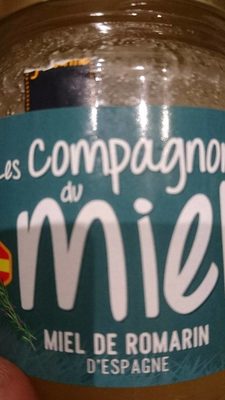 Les compagnon
du
miel
MIEL DE ROMARIN
D'ESPAGNE